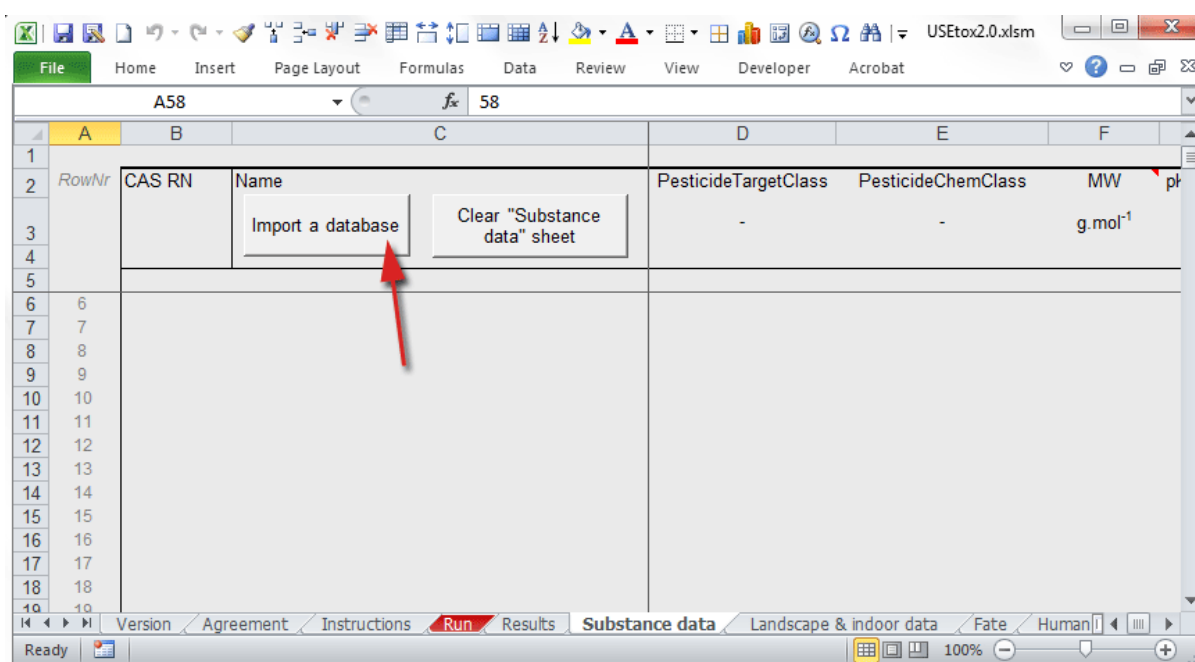 USEtox2.0.xlsm
File Home Insert Page Layout Formulas Data Review View Developer Acrobat
A58 fx 58
A B C D E F
1
2 RowNr CAS RN Name PesticideTargetClass PesticideChemClass MW
Import a database Clear "Substance
data" sheet
3 - - g.mol-1
4
5
6 6
7 7
8 8
9 9
10 10
11 11
12 12
13 13
14 14
15 15
16 16
17 17
18 18
19 19
Version Agreement Instructions Run Results Substance data Landscape & indoor data Fate Human
Ready 100%